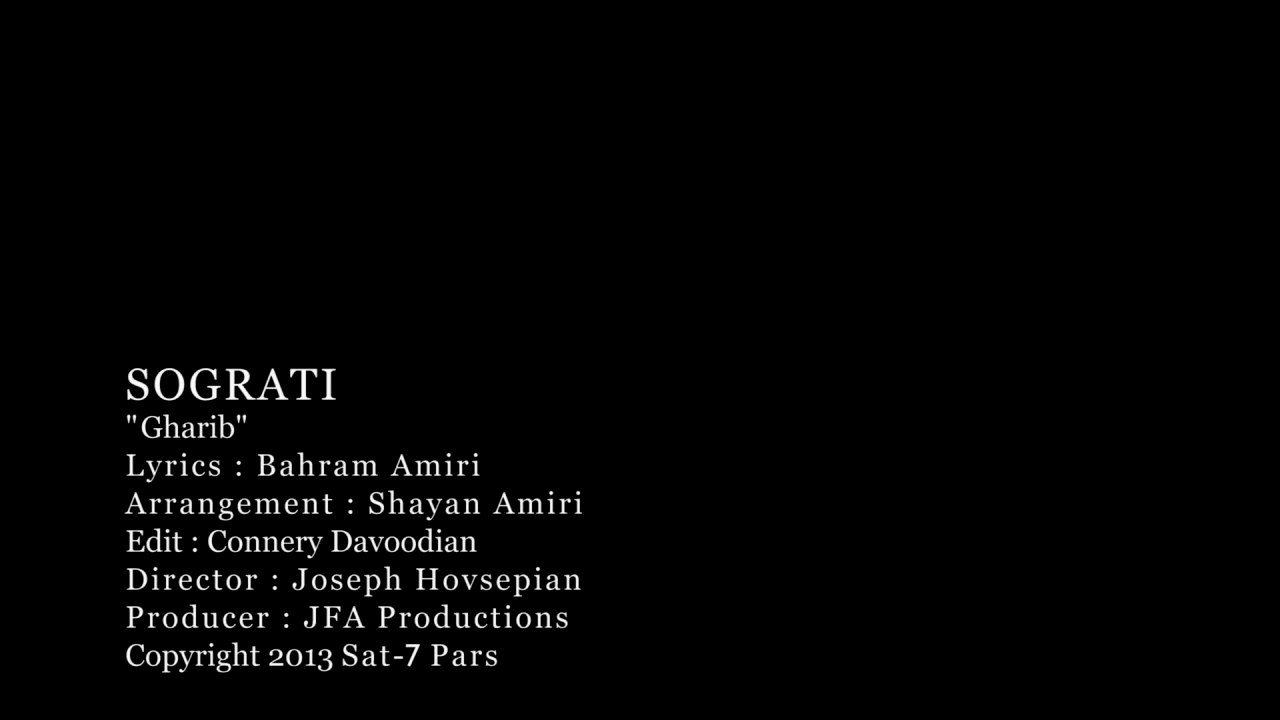 SOGRATI
"Gharib"
Lyrics : Bahram Amiri
Arrangement : Shayan Amiri
Edit : Connery Davoodian
Director : Joseph Hovsepian
Producer : JFA Productions
Copyright 2013 Sat-7 Pars